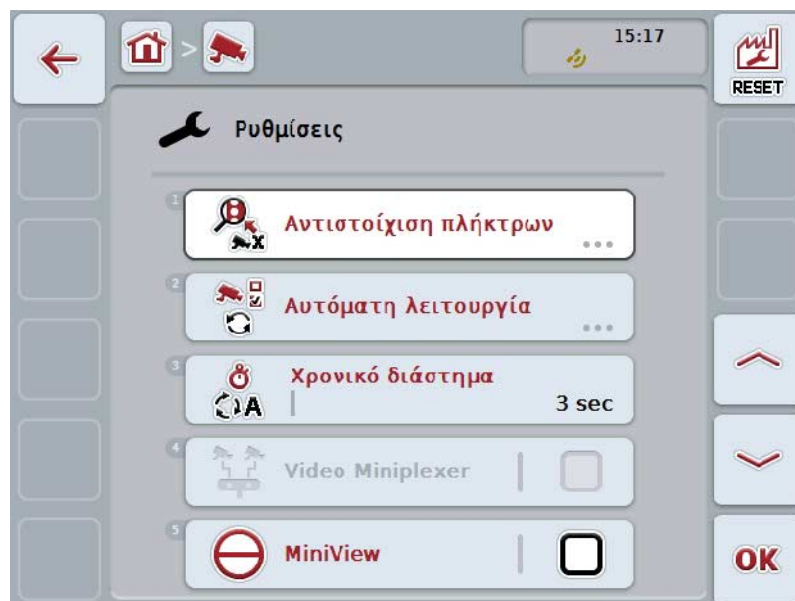 >
15:17
RESET
Ρυθμίσεις
1
Αντιστοίχιση πλήκτρων
x
...
2
Αυτόματη λειτουργία
...
3
Χρονικό διάστημα
A
3 sec
4
Video Miniplexer
5
MiniView
OK